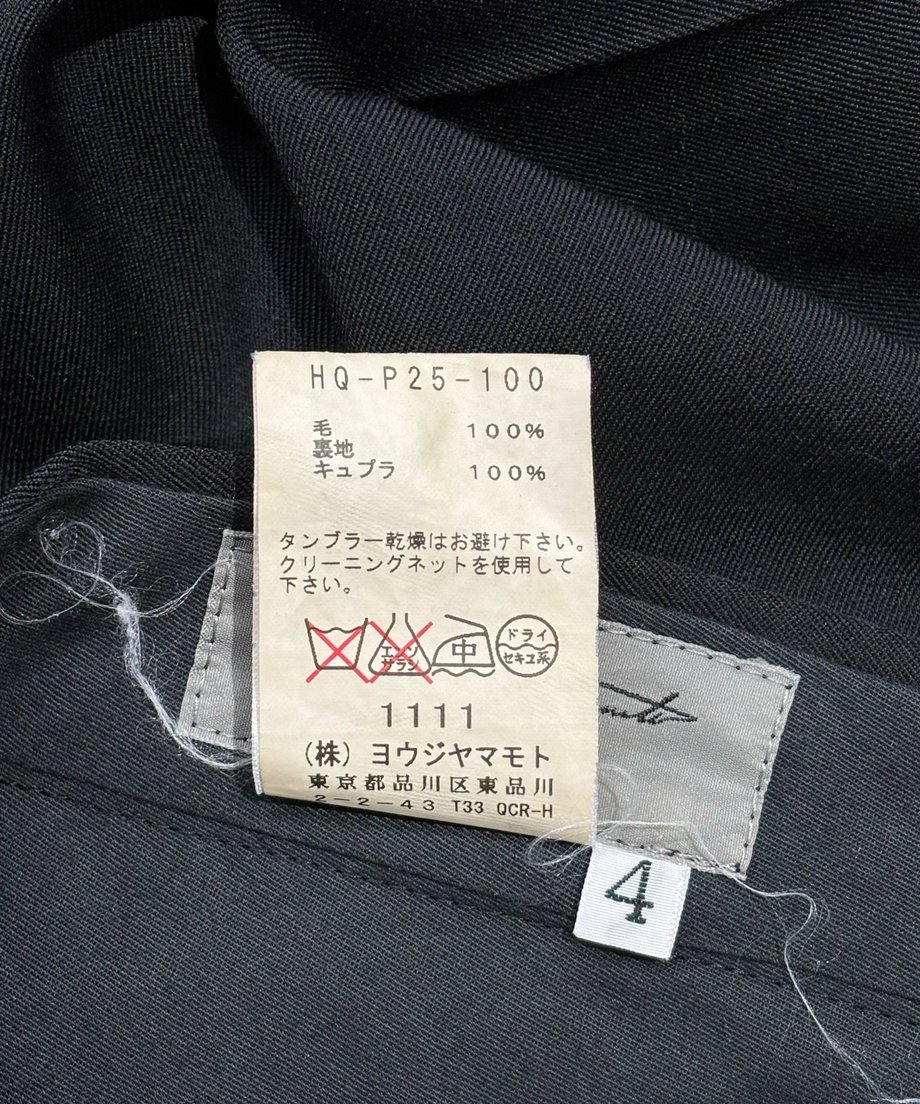 HQ-P25-100
毛 100%
裏地
キュプラ 100%
タンブラー乾燥はお避け下さい。
クリーニングネットを使用して
下さい。
エンソ
サラシ
中
ドライ
セキユ系
1111
(株) ヨウジヤマモト
東京都品川区東品川
2-2-43 T33 QCR-H
4